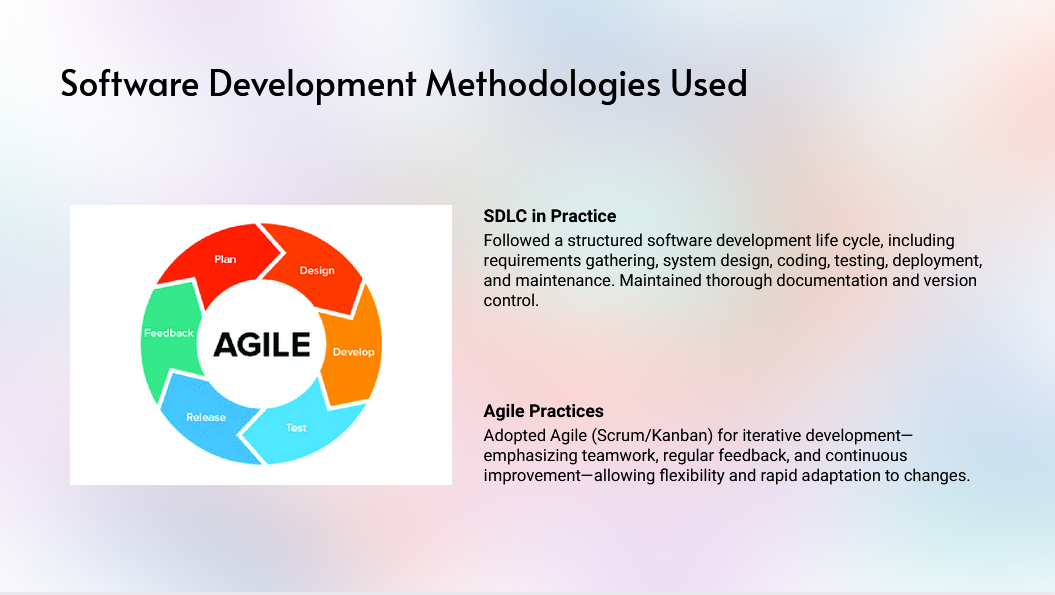 Software Development Methodologies Used
Plan
Design
Feedback
AGILE
Develop
Release
Test
SDLC in Practice
Followed a structured software development life cycle, including
requirements gathering, system design, coding, testing, deployment,
and maintenance. Maintained thorough documentation and version
control.
Agile Practices
Adopted Agile (Scrum/Kanban) for iterative development—
emphasizing teamwork, regular feedback, and continuous
improvement—allowing flexibility and rapid adaptation to changes.